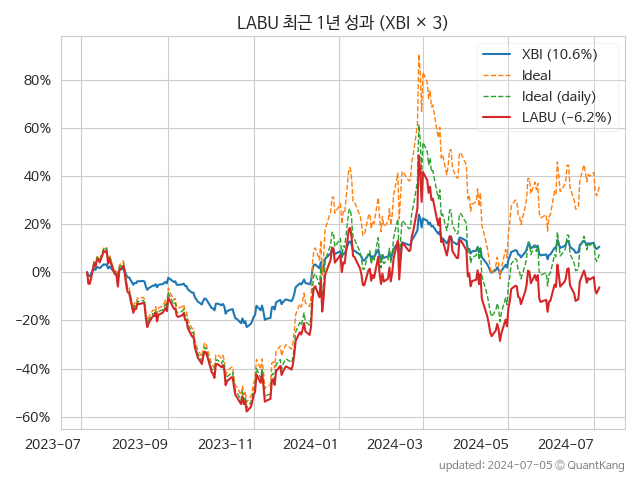 LABU 최근 1년 성과 (XBI × 3)
XBI (10.6%)
Ideal
Ideal (daily)
LABU (−6.2%)
80%
60%
40%
20%
0%
−20%
−40%
−60%
2023-07 2023-09 2023-11 2024-01 2024-03 2024-05 2024-07
updated: 2024-07-05 © QuantKang